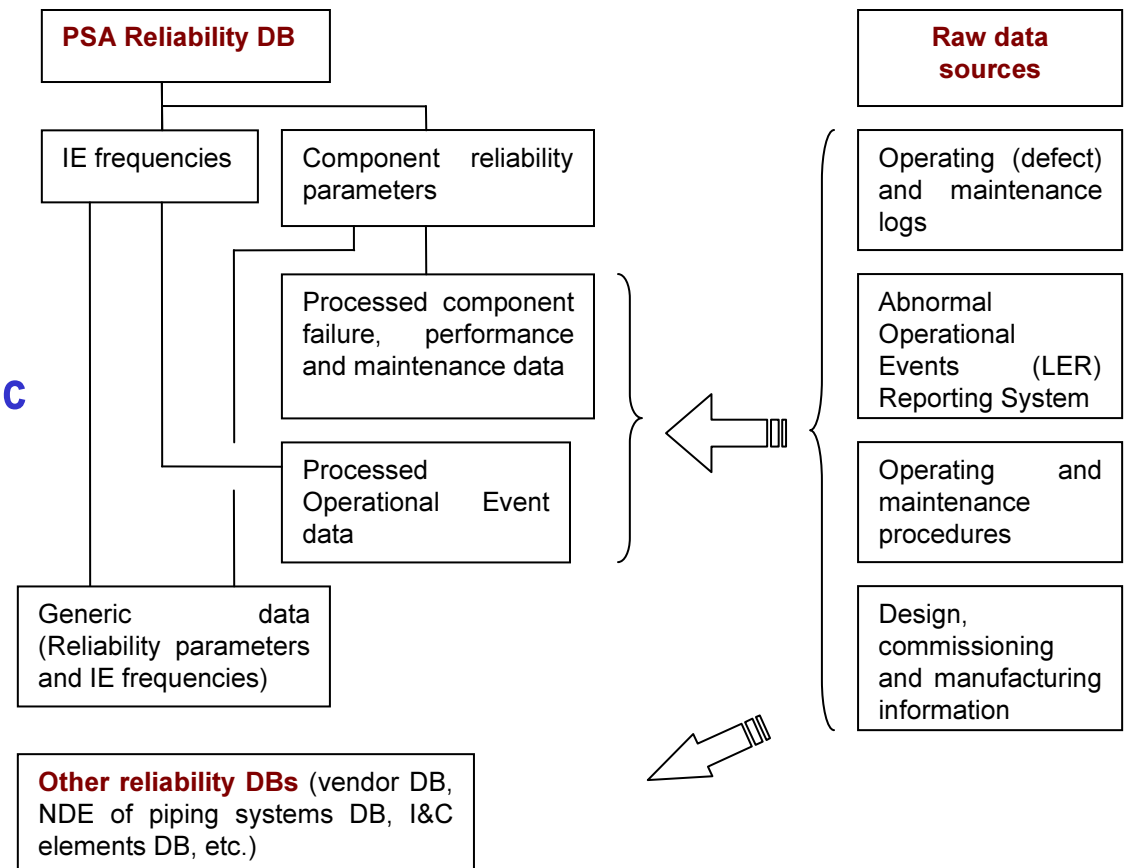 PSA Reliability DB
IE frequencies
Component reliability
parameters
Processed component
failure, performance
and maintenance data
c
Processed
Operational Event
data
Generic data
(Reliability parameters
and IE frequencies)
Other reliability DBs (vendor DB,
NDE of piping systems DB, I&C
elements DB, etc.)
Raw data
sources
Operating (defect)
and maintenance
logs
Abnormal
Operational
Events (LER)
Reporting System
Operating and
maintenance
procedures
Design,
commissioning
and manufacturing
information